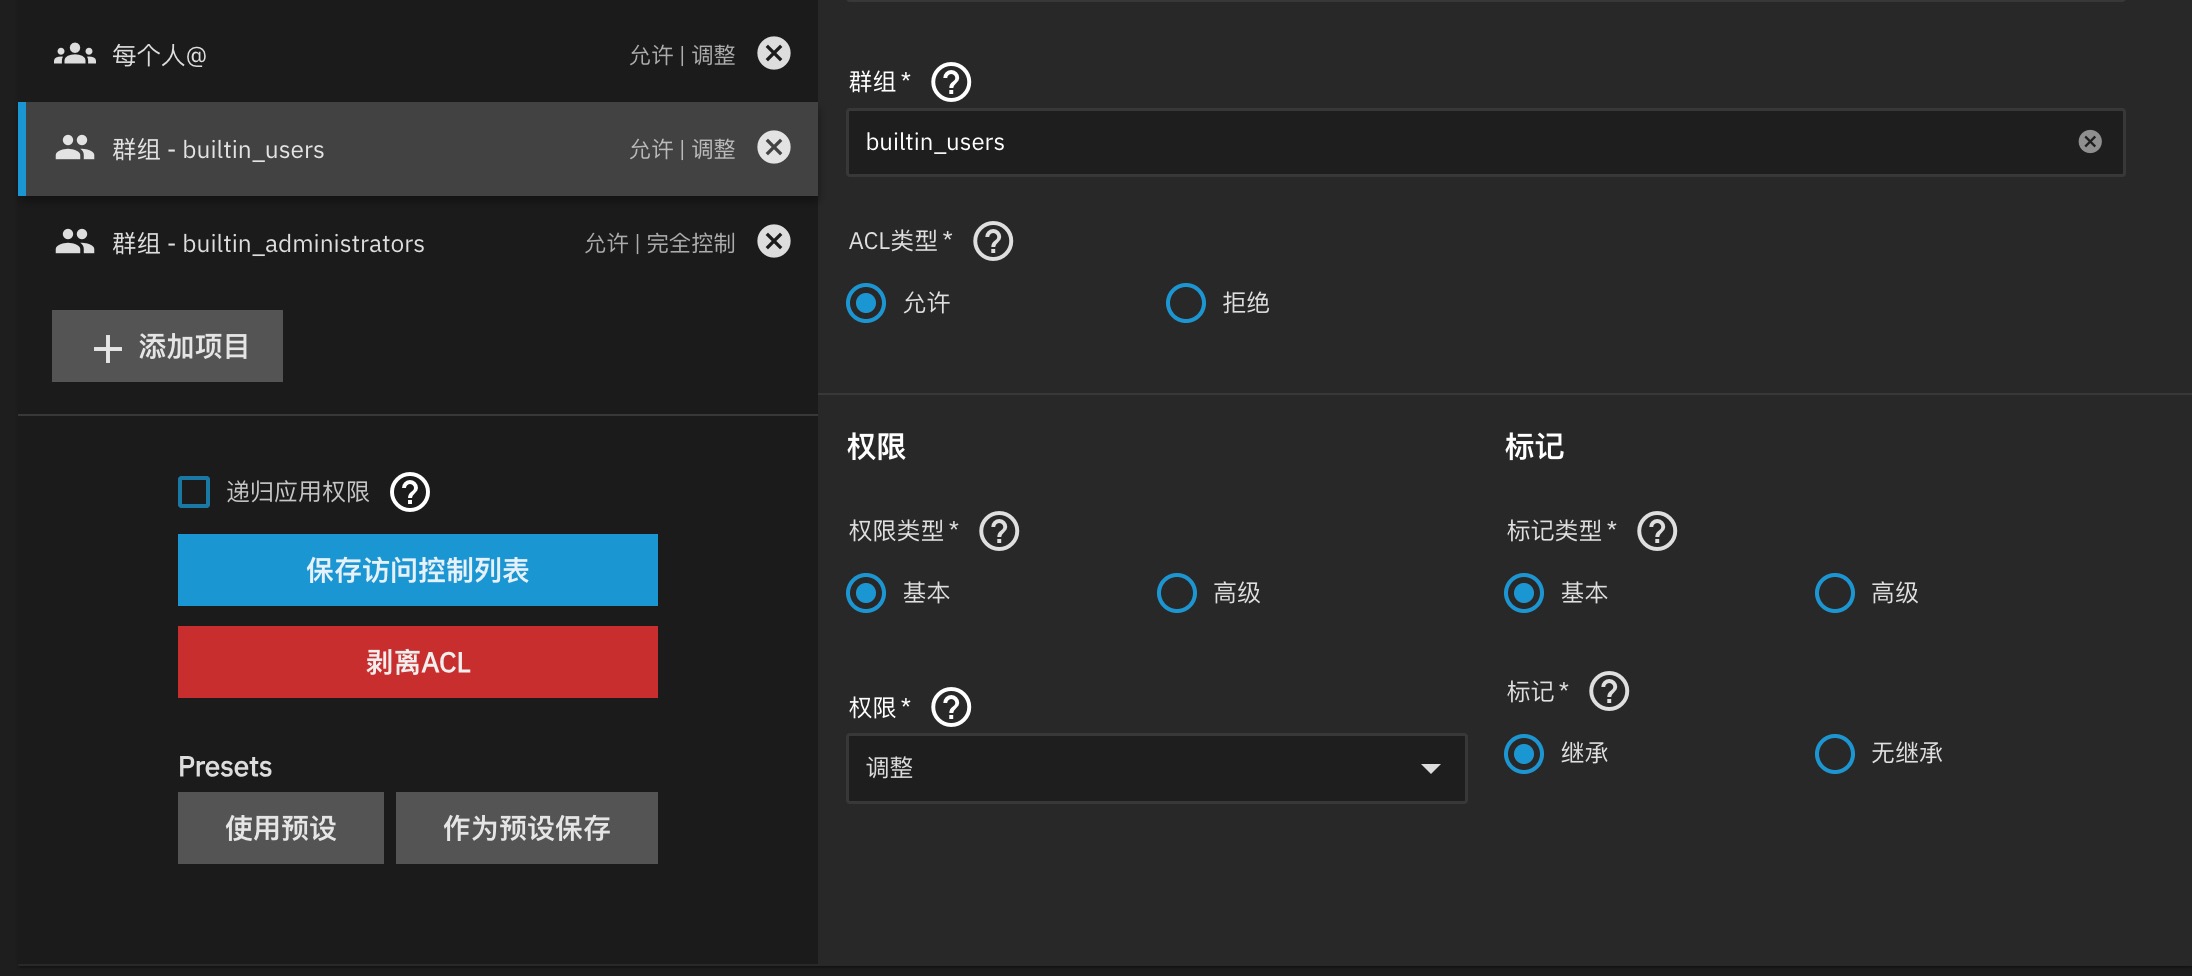 每个人@
允许 | 调整
群组 - builtin_users
允许 | 调整
群组 - builtin_administrators
允许 | 完全控制
添加项目
递归应用权限
保存访问控制列表
剥离ACL
Presets
使用预设
作为预设保存
群组 *
builtin_users
ACL类型 *
允许
拒绝
权限
权限类型 *
基本
高级
权限 *
调整
标记
标记类型 *
基本
高级
标记 *
继承
无继承